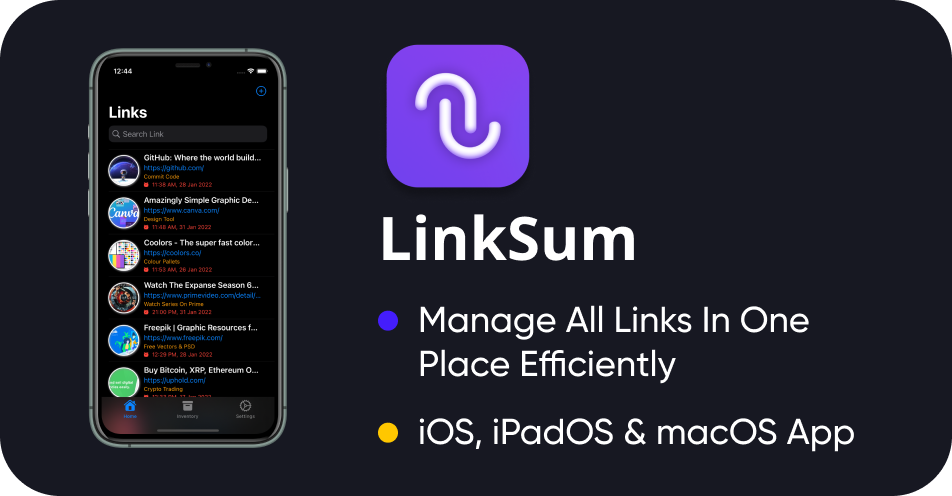 12:44
Links
Search Link
GitHub: Where the world build...
https://github.com/
Commit Code
11:38 AM, 28 Jan 2022
Amazingly Simple Graphic De...
https://www.canva.com/
Design Tool
11:49 AM, 31 Jan 2022
Canva
Coolors - The super fast color...
https://coolors.co/
Colour Pallets
11:53 AM, 26 Jan 2022
Watch The Expanse Season 6...
https://www.primevideo.com/detail/...
Watch Series On Prime
21:00 PM, 31 Jan 2022
Freepik | Graphic Resources f...
https://www.freepik.com/
Free Vectors & PSD
12:29 PM, 28 Jan 2022
Buy Bitcoin, XRP, Ethereum O...
https://uphold.com/
Crypto Trading
Home
Inventory
Settings
LinkSum
Manage All Links In One
Place Efficiently
iOS, iPadOS & macOS App